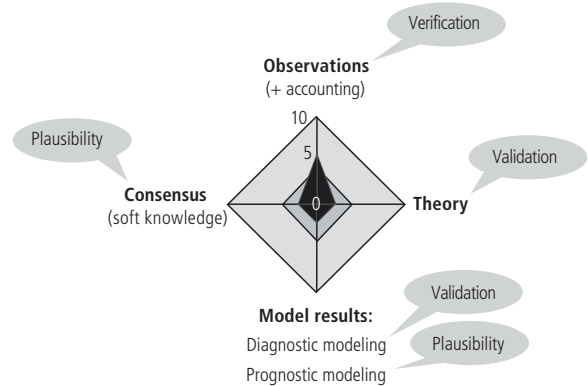 Verification
Observations
(+ accounting)
10
Plausibility
5
Validation
Consensus
(soft knowledge)
0
Theory
Model results:
Validation
Diagnostic modeling
Plausibility
Prognostic modeling